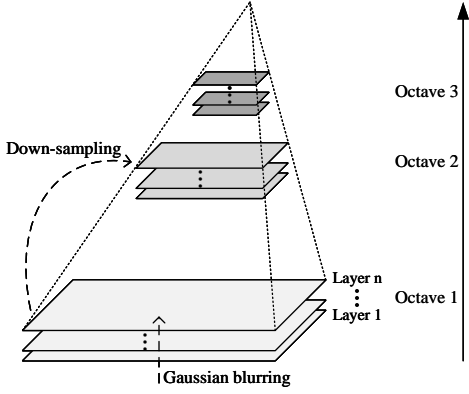 Octave 3
Down-sampling
Octave 2
Layer n
Octave 1
Layer 1
Gaussian blurring